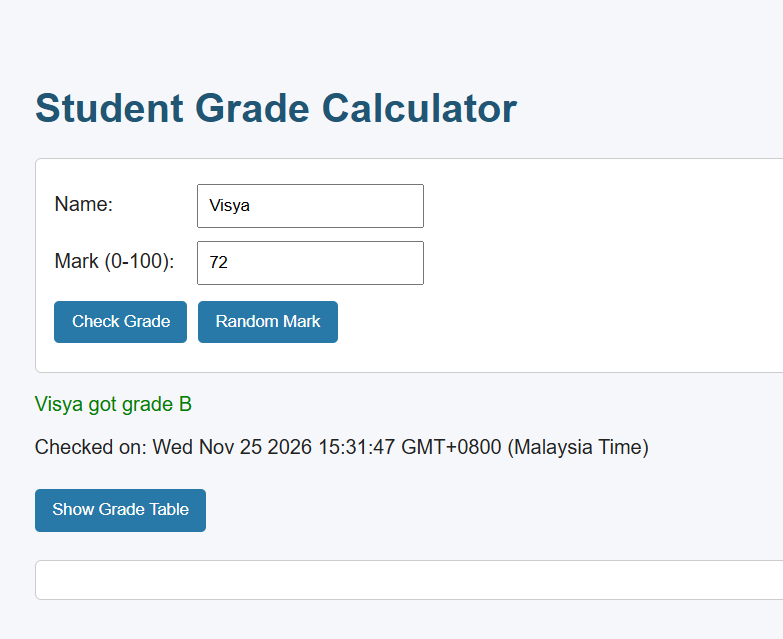 Student Grade Calculator
Name: Visya
Mark (0-100): 72
Check Grade Random Mark
Visya got grade B
Checked on: Wed Nov 25 2026 15:31:47 GMT+0800 (Malaysia Time)
Show Grade Table